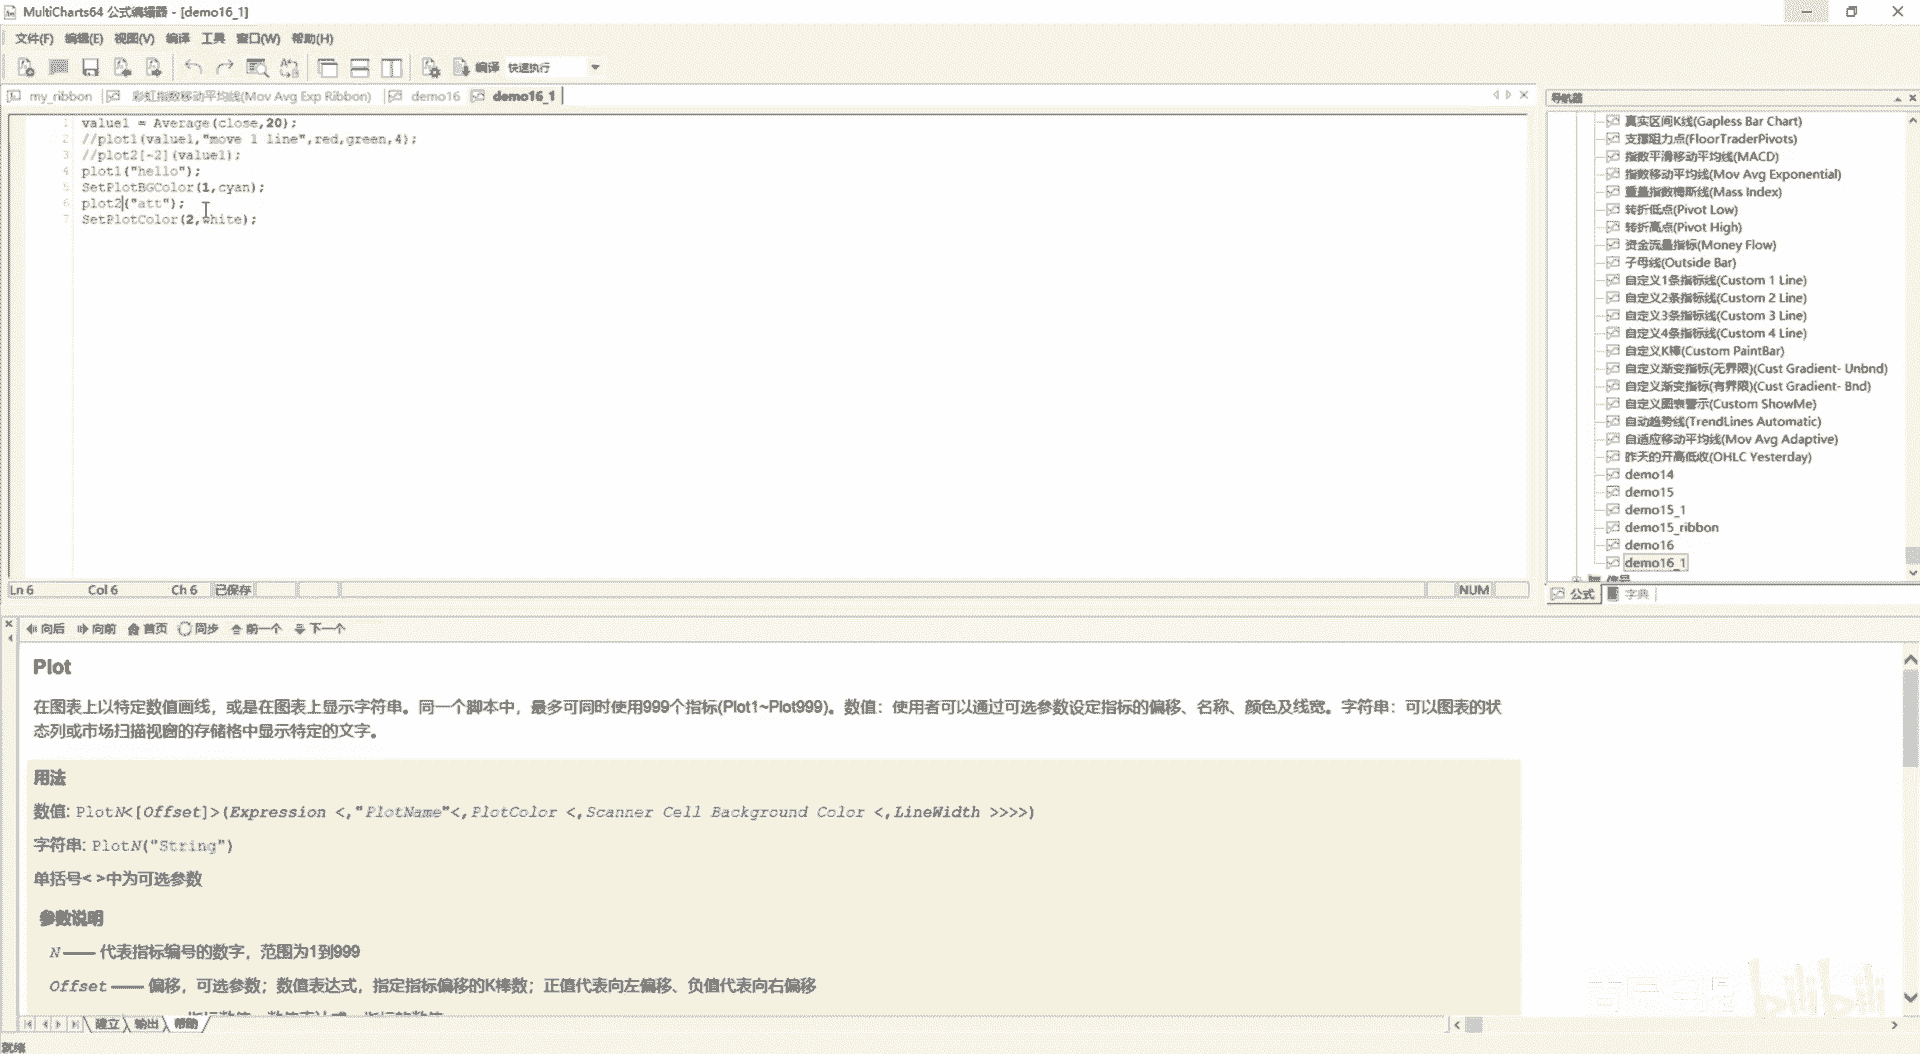 MultiCharts64 公式编辑器 - [demo16_1]
文件(F) 编辑(E) 视图(V) 编译 工具 窗口(W) 帮助(H)
编译 快速执行
my_ribbon 彩虹指数移动平均线(Mov Avg Exp Ribbon) demo16 demo16_1
1 value1 = Average(close,20);
2 //plot1(value1,"move 1 line",red,green,4);
3 //plot2[-2](value1);
4 plot1("hello");
5 SetPlotBGColor(1,cyan);
6 plot2("att");
7 SetPlotColor(2,white);
Ln 6 Col 6 Ch 6 已保存 NUM
导航器
真实区间K线(Gapless Bar Chart)
支撑阻力点(FloorTraderPivots)
指数平滑移动平均线(MACD)
指数移动平均线(Mov Avg Exponential)
重量指数梅斯线(Mass Index)
转折低点(Pivot Low)
转折高点(Pivot High)
资金流量指标(Money Flow)
子母线(Outside Bar)
自定义1条指标线(Custom 1 Line)
自定义2条指标线(Custom 2 Line)
自定义3条指标线(Custom 3 Line)
自定义4条指标线(Custom 4 Line)
自定义K棒(Custom PaintBar)
自定义渐变指标(无界限)(Cust Gradient- Unbnd)
自定义渐变指标(有界限)(Cust Gradient- Bnd)
自定义图表警示(Custom ShowMe)
自动趋势线(TrendLines Automatic)
自适应移动平均线(Mov Avg Adaptive)
昨天的开高低收(OHLC Yesterday)
demo14
demo15
demo15_1
demo15_ribbon
demo16
demo16_1
公式 字典
向后 向前 首页 同步 前一个 下一个
Plot
在图表上以特定数值画线，或是在图表上显示字符串。同一个脚本中，最多可同时使用999个指标(Plot1~Plot999)。数值：使用者可以通过可选参数设定指标的偏移、名称、颜色及线宽。字符串：可以图表的状
态列或市场扫描视窗的存储格中显示特定的文字。
用法
数值: PlotN<[Offset]>(Expression <,"PlotName"<,PlotColor <,Scanner Cell Background Color <,LineWidth >>>>)
字符串: PlotN("String")
单括号< >中为可选参数
参数说明
N —— 代表指标编号的数字，范围为1到999
Offset —— 偏移，可选参数；数值表达式，指定指标偏移的K棒数；正值代表向左偏移、负值代表向右偏移
建立 输出 帮助
就绪
bilibili